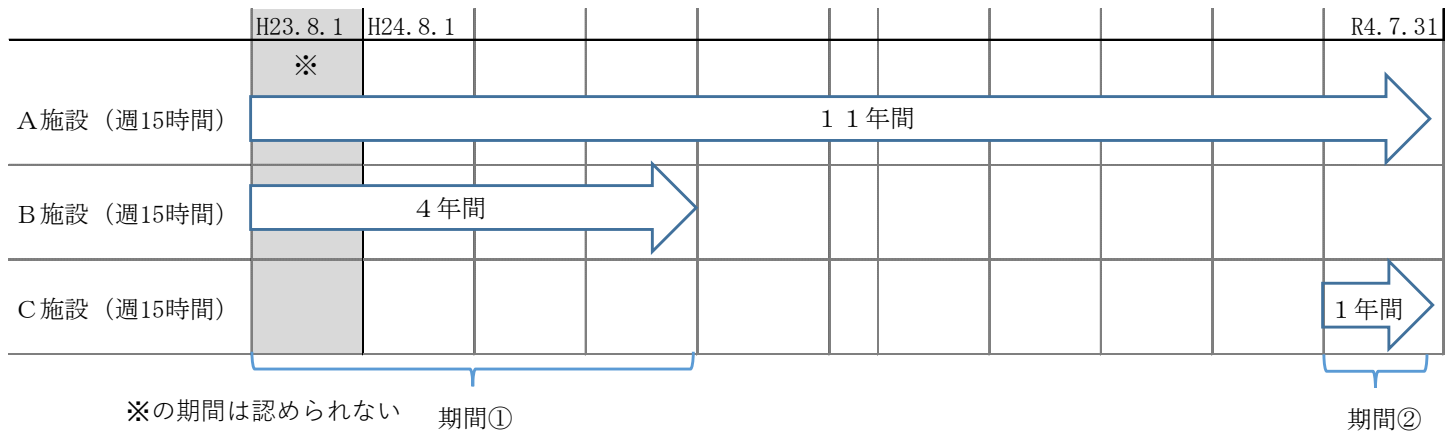 H23.8.1 H24.8.1 R4.7.31
※
A施設（週15時間） １１年間
B施設（週15時間） ４年間
C施設（週15時間） １年間
※の期間は認められない 期間① 期間②